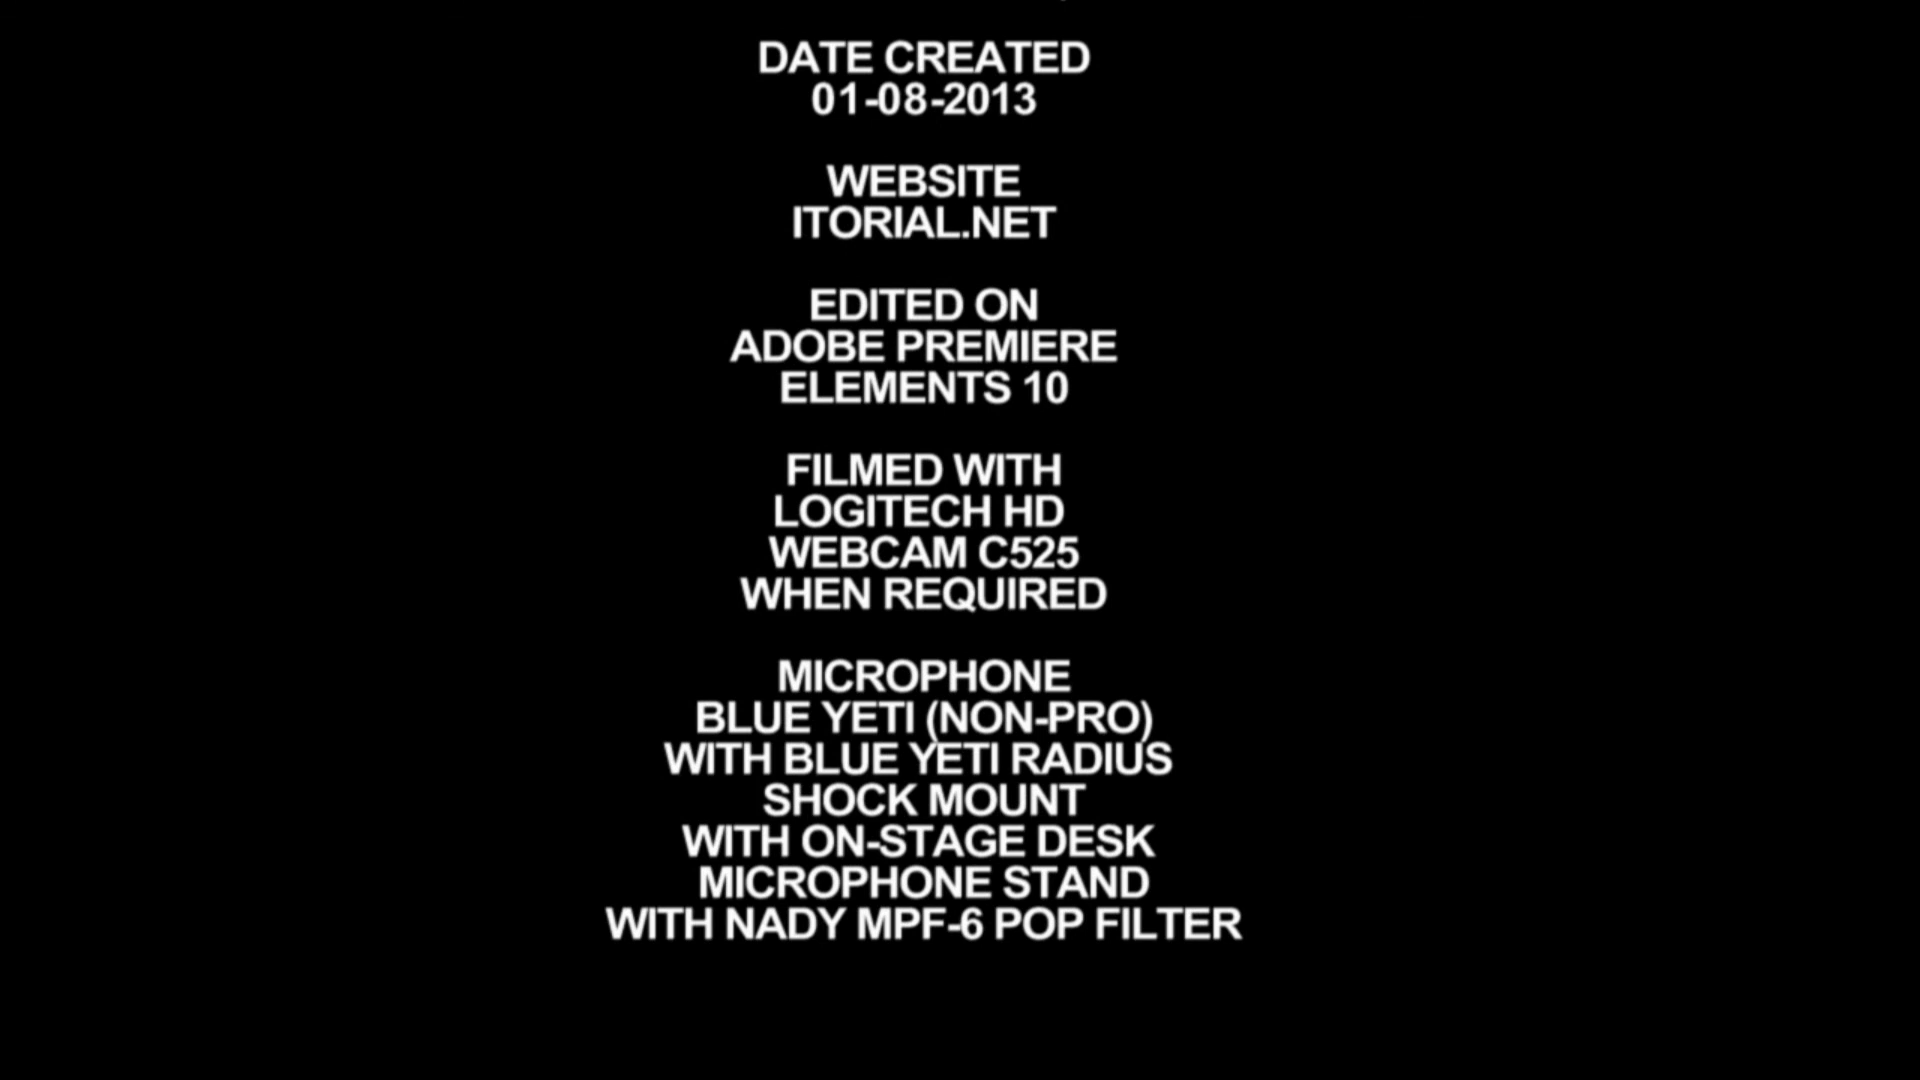 DATE CREATED
01-08-2013
WEBSITE
ITORIAL.NET
EDITED ON
ADOBE PREMIERE
ELEMENTS 10
FILMED WITH
LOGITECH HD
WEBCAM C525
WHEN REQUIRED
MICROPHONE
BLUE YETI (NON-PRO)
WITH BLUE YETI RADIUS
SHOCK MOUNT
WITH ON-STAGE DESK
MICROPHONE STAND
WITH NADY MPF-6 POP FILTER